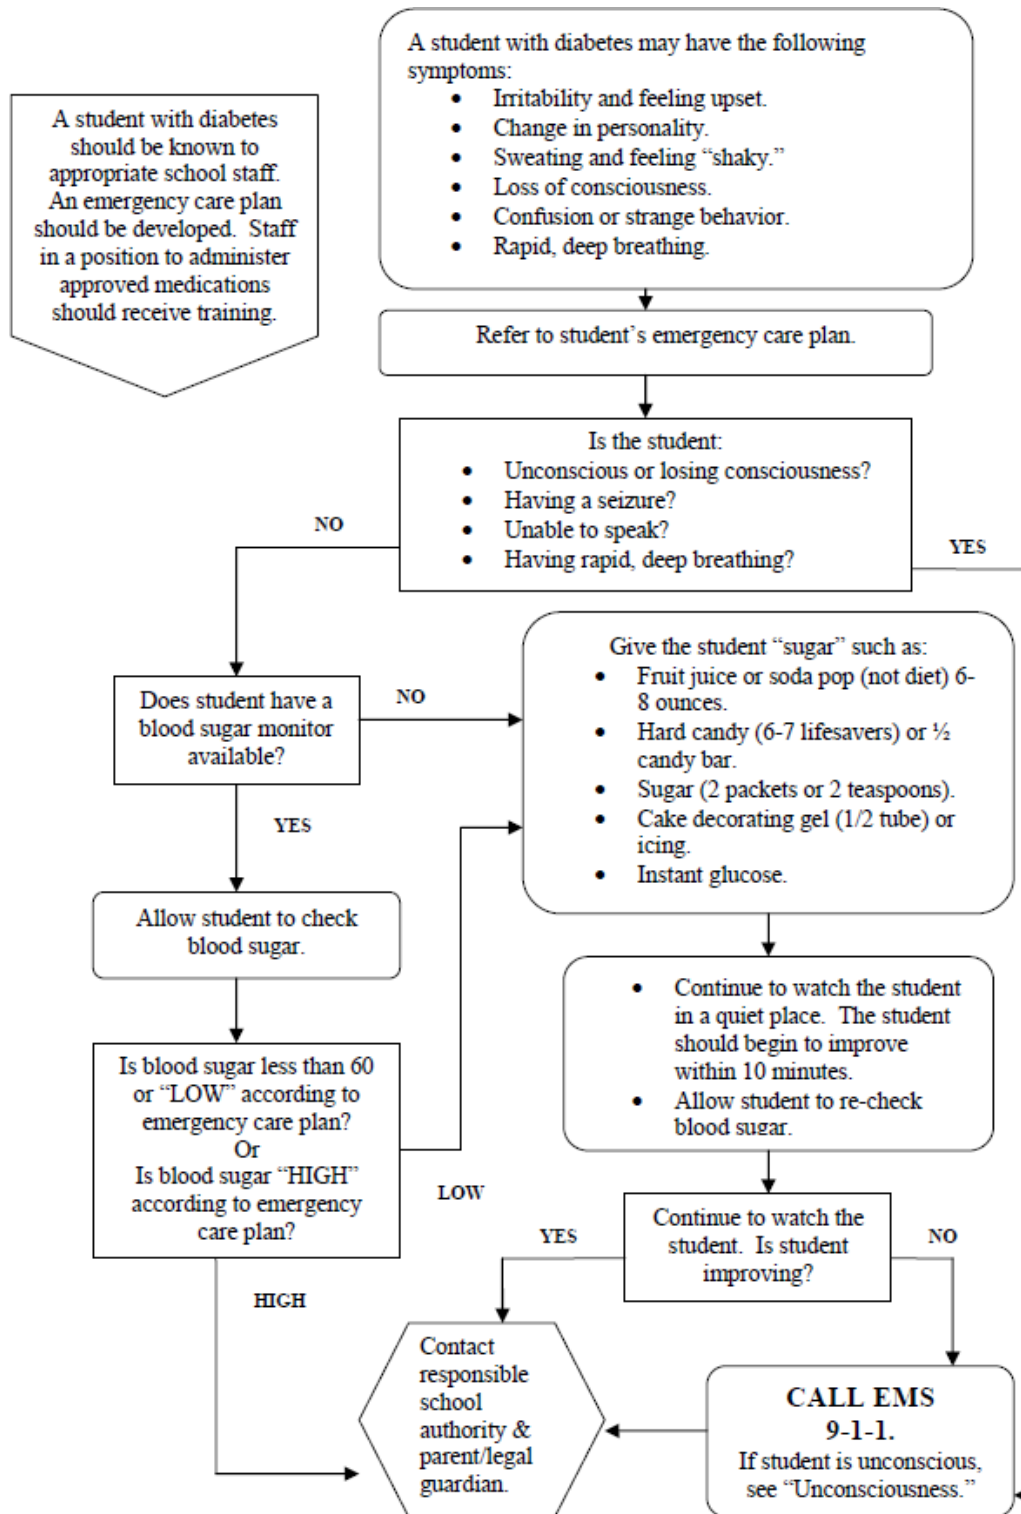 A student with diabetes may have the following
symptoms:
• Irritability and feeling upset.
• Change in personality.
• Sweating and feeling “shaky.”
• Loss of consciousness.
• Confusion or strange behavior.
• Rapid, deep breathing.
A student with diabetes
should be known to
appropriate school staff.
An emergency care plan
should be developed. Staff
in a position to administer
approved medications
should receive training.
Refer to student’s emergency care plan.
Is the student:
• Unconscious or losing consciousness?
• Having a seizure?
• Unable to speak?
• Having rapid, deep breathing?
NO
YES
Does student have a
blood sugar monitor
available?
NO
YES
Give the student “sugar” such as:
• Fruit juice or soda pop (not diet) 6-
8 ounces.
• Hard candy (6-7 lifesavers) or ½
candy bar.
• Sugar (2 packets or 2 teaspoons).
• Cake decorating gel (1/2 tube) or
icing.
• Instant glucose.
Allow student to check
blood sugar.
• Continue to watch the student
in a quiet place. The student
should begin to improve
within 10 minutes.
• Allow student to re-check
blood sugar.
Is blood sugar less than 60
or “LOW” according to
emergency care plan?
Or
Is blood sugar “HIGH”
according to emergency
care plan?
LOW
HIGH
Continue to watch the
student. Is student
improving?
YES
NO
Contact
responsible
school
authority &
parent/legal
guardian.
CALL EMS
9-1-1.
If student is unconscious,
see “Unconsciousness.”